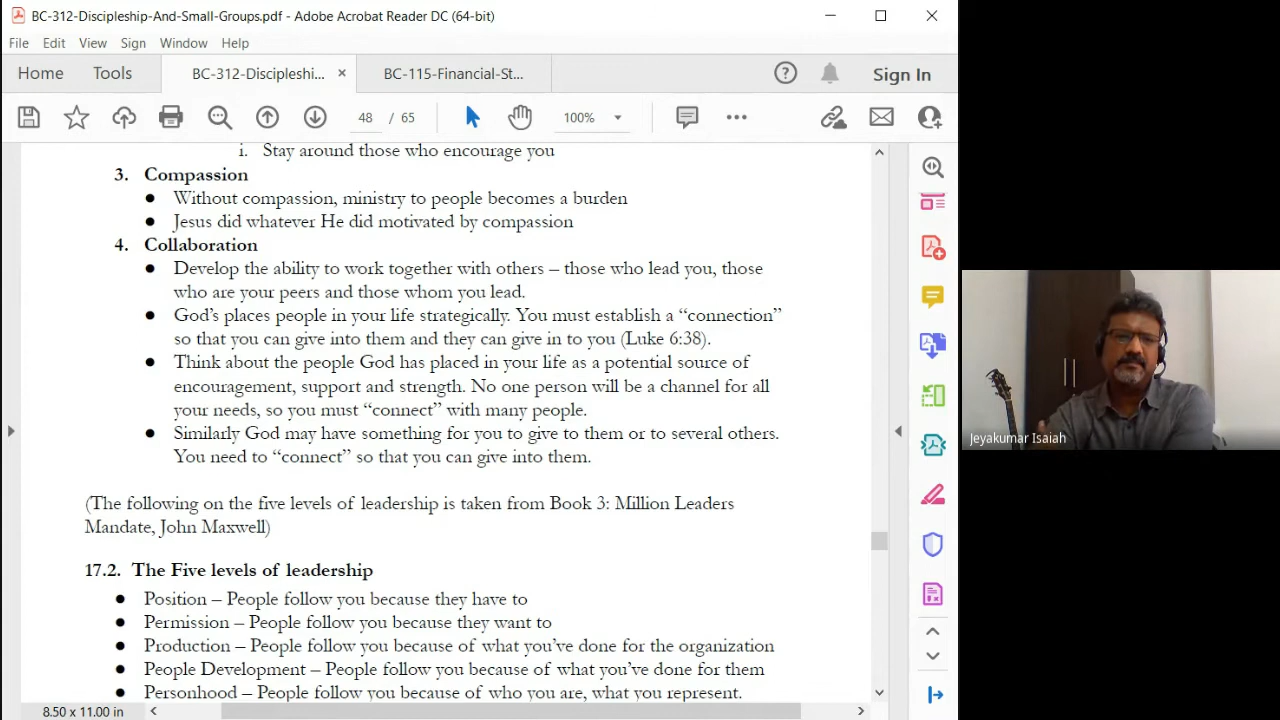 BC-312-Discipleship-And-Small-Groups.pdf - Adobe Acrobat Reader DC (64-bit)
File Edit View Sign Window Help
Home Tools BC-312-Discipleshi... × BC-115-Financial-St... ? Sign In
48 / 65 100%
i. Stay around those who encourage you
3. Compassion
● Without compassion, ministry to people becomes a burden
● Jesus did whatever He did motivated by compassion
4. Collaboration
● Develop the ability to work together with others – those who lead you, those
who are your peers and those whom you lead.
● God’s places people in your life strategically. You must establish a “connection”
so that you can give into them and they can give in to you (Luke 6:38).
● Think about the people God has placed in your life as a potential source of
encouragement, support and strength. No one person will be a channel for all
your needs, so you must “connect” with many people.
● Similarly God may have something for you to give to them or to several others.
You need to “connect” so that you can give into them.
(The following on the five levels of leadership is taken from Book 3: Million Leaders
Mandate, John Maxwell)
17.2. The Five levels of leadership
● Position – People follow you because they have to
● Permission – People follow you because they want to
● Production – People follow you because of what you’ve done for the organization
● People Development – People follow you because of what you’ve done for them
● Personhood – People follow you because of who you are, what you represent.
8.50 x 11.00 in
Jeyakumar Isaiah